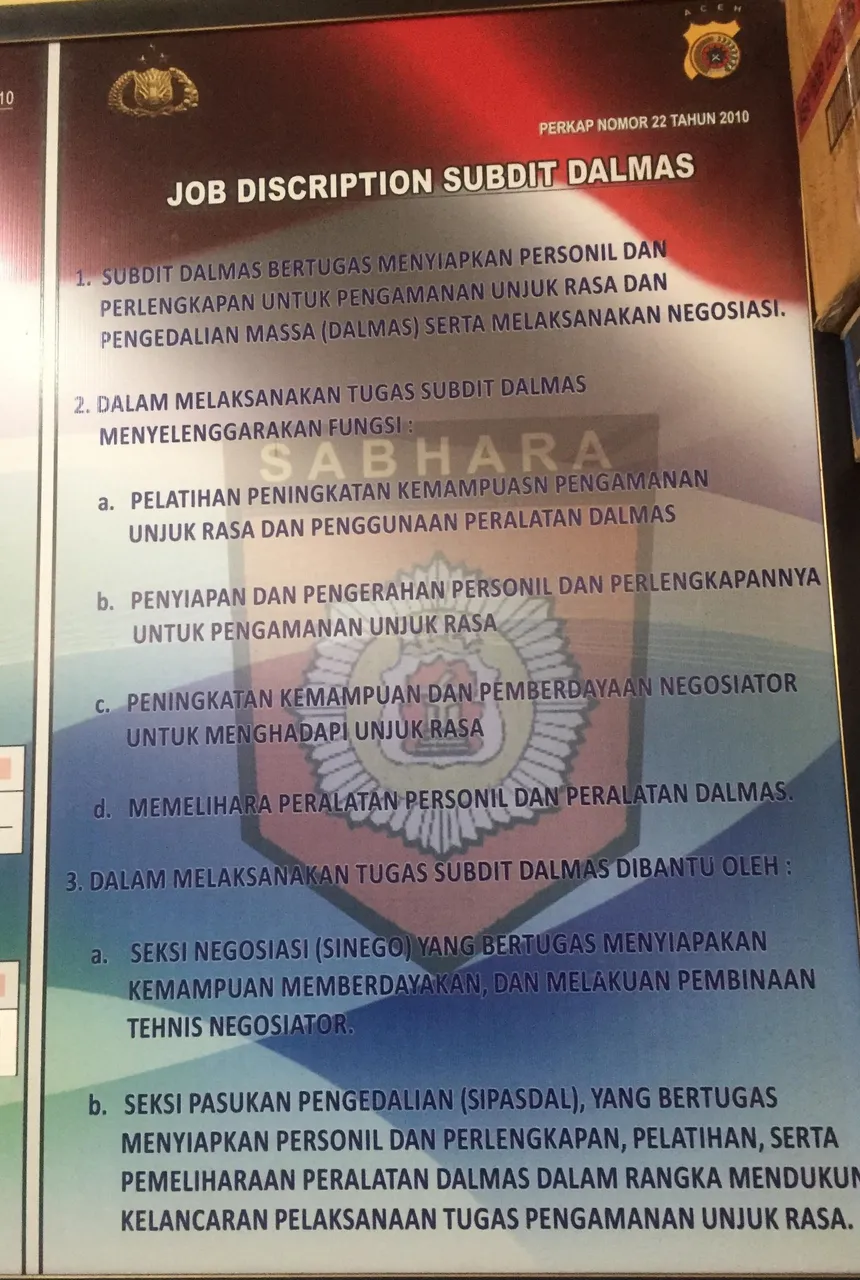 10
ACEH
PERKAP NOMOR 22 TAHUN 2010
JOB DISCRIPTION SUBDIT DALMAS
1. SUBDIT DALMAS BERTUGAS MENYIAPKAN PERSONIL DAN
PERLENGKAPAN UNTUK PENGAMANAN UNJUK RASA DAN
PENGEDALIAN MASSA (DALMAS) SERTA MELAKSANAKAN NEGOSIASI.
2. DALAM MELAKSANAKAN TUGAS SUBDIT DALMAS
MENYELENGGARAKAN FUNGSI :
SABHARA
a. PELATIHAN PENINGKATAN KEMAMPUASN PENGAMANAN
UNJUK RASA DAN PENGGUNAAN PERALATAN DALMAS
b. PENYIAPAN DAN PENGERAHAN PERSONIL DAN PERLENGKAPANNYA
UNTUK PENGAMANAN UNJUK RASA
c. PENINGKATAN KEMAMPUAN DAN PEMBERDAYAAN NEGOSIATOR
UNTUK MENGHADAPI UNJUK RASA
d. MEMELIHARA PERALATAN PERSONIL DAN PERALATAN DALMAS.
3. DALAM MELAKSANAKAN TUGAS SUBDIT DALMAS DIBANTU OLEH :
a. SEKSI NEGOSIASI (SINEGO) YANG BERTUGAS MENYIAPAKAN
KEMAMPUAN MEMBERDAYAKAN, DAN MELAKUAN PEMBINAAN
TEHNIS NEGOSIATOR.
b. SEKSI PASUKAN PENGEDALIAN (SIPASDAL), YANG BERTUGAS
MENYIAPKAN PERSONIL DAN PERLENGKAPAN, PELATIHAN, SERTA
PEMELIHARAAN PERALATAN DALMAS DALAM RANGKA MENDUKUN
KELANCARAN PELAKSANAAN TUGAS PENGAMANAN UNJUK RASA.